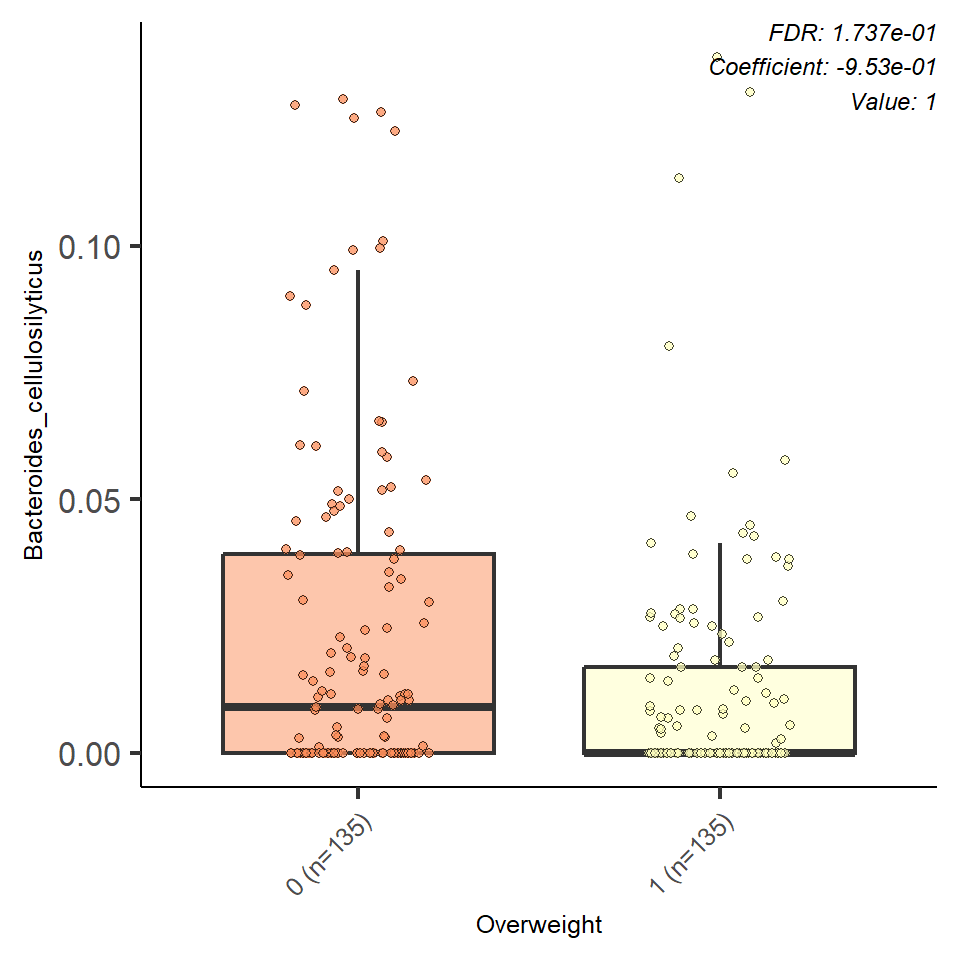 FDR: 1.737e-01
Coefficient: -9.53e-01
Value: 1
0.10
0.05
0.00
Bacteroides_cellulosilyticus
0 (n=135)
1 (n=135)
Overweight